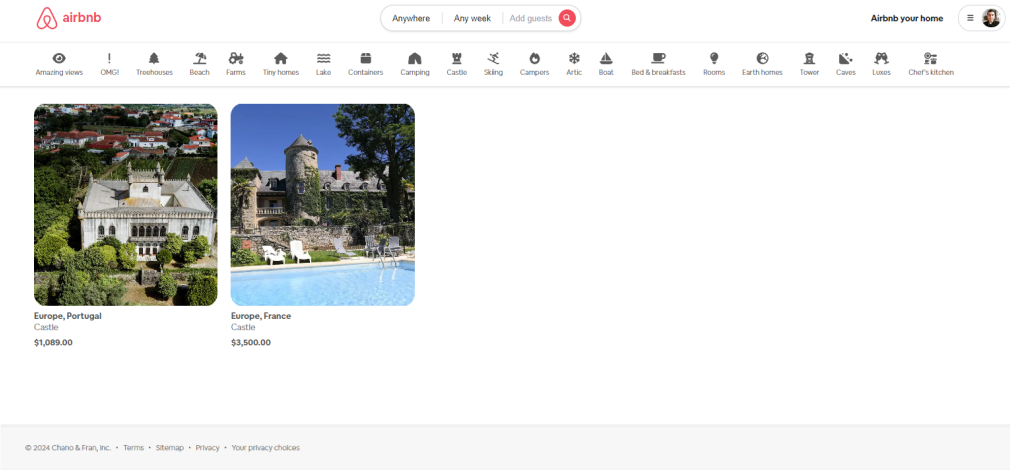 airbnb
Anywhere Any week Add guests
Airbnb your home
Amazing views OMG! Treehouses Beach Farms Tiny homes Lake Containers Camping Castle Skiing Campers Artic Boat Bed & breakfasts Rooms Earth homes Tower Caves Luxes Chef's kitchen
Europe, Portugal
Castle
$1,089.00
Europe, France
Castle
$3,500.00
© 2024 Chano & Fran, Inc. • Terms • Sitemap • Privacy • Your privacy choices